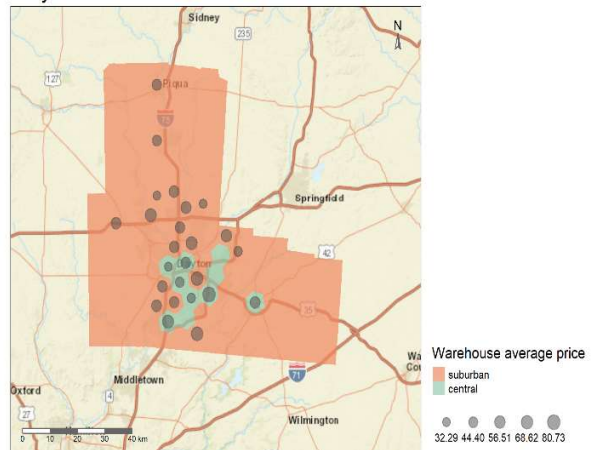 Sidney
N
235
127
Piqua
75
Springfield
Dayton
42
35
Middletown
71
Oxford
4
27
Wilmington
0 10 20 30 40 km
Warehouse average price
suburban
central
32.29 44.40 56.51 68.62 80.73